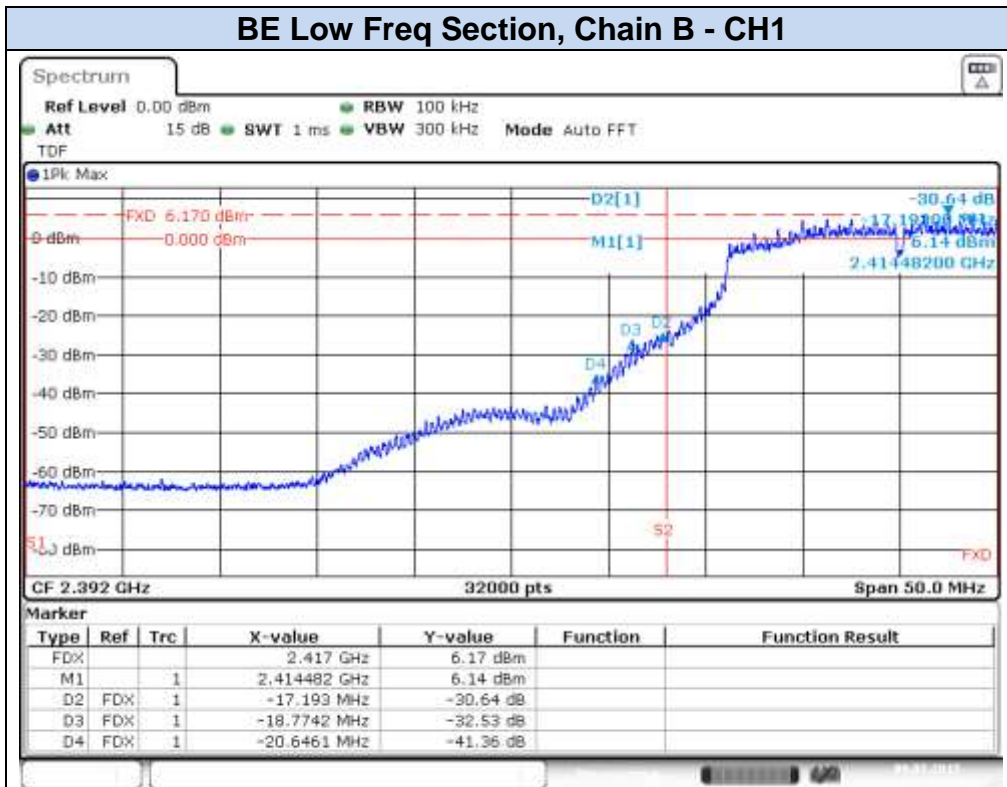 BE Low Freq Section, Chain B - CH1
Spectrum
Ref Level 0.00 dBm RBW 100 kHz
Att 15 dB SWT 1 ms VBW 300 kHz Mode Auto FFT
TDF
1Pk Max
D2[1] -30.64 dB
FXD 6.170 dBm
0 dBm 0.000 dBm M1[1] 6.14 dBm
2.41448200 GHz
-10 dBm
-20 dBm
D3 D2
-30 dBm
D4
-40 dBm
-50 dBm
-60 dBm
-70 dBm
S2
S1 dBm FXD
CF 2.392 GHz 32000 pts Span 50.0 MHz
Marker
Type Ref Trc X-value Y-value Function Function Result
FDX 2.417 GHz 6.17 dBm
M1 1 2.414482 GHz 6.14 dBm
D2 FDX 1 -17.193 MHz -30.64 dB
D3 FDX 1 -18.7742 MHz -32.53 dB
D4 FDX 1 -20.6461 MHz -41.36 dB